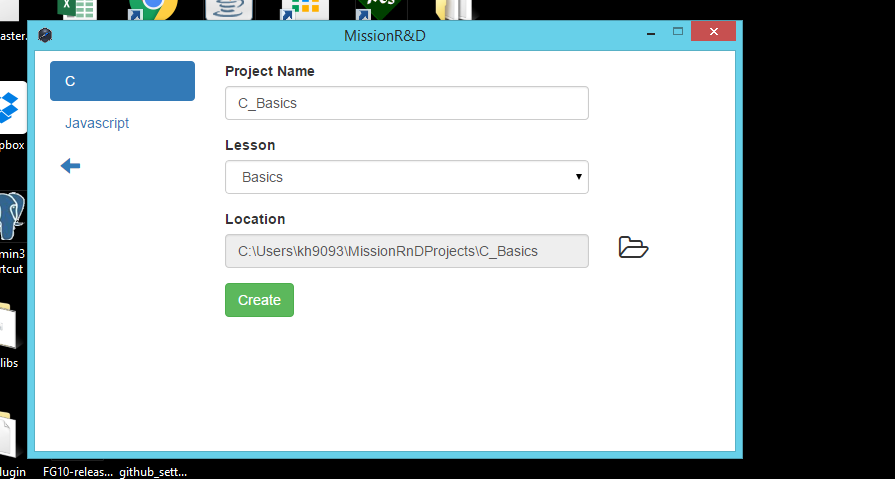 aster.
MissionR&D
C
Project Name
C_Basics
Javascript
Lesson
Basics
pbox
Location
C:\Users\kh9093\MissionRnDProjects\C_Basics
min3
rtcut
Create
libs
lugin
FG10-releas...
github_sett...